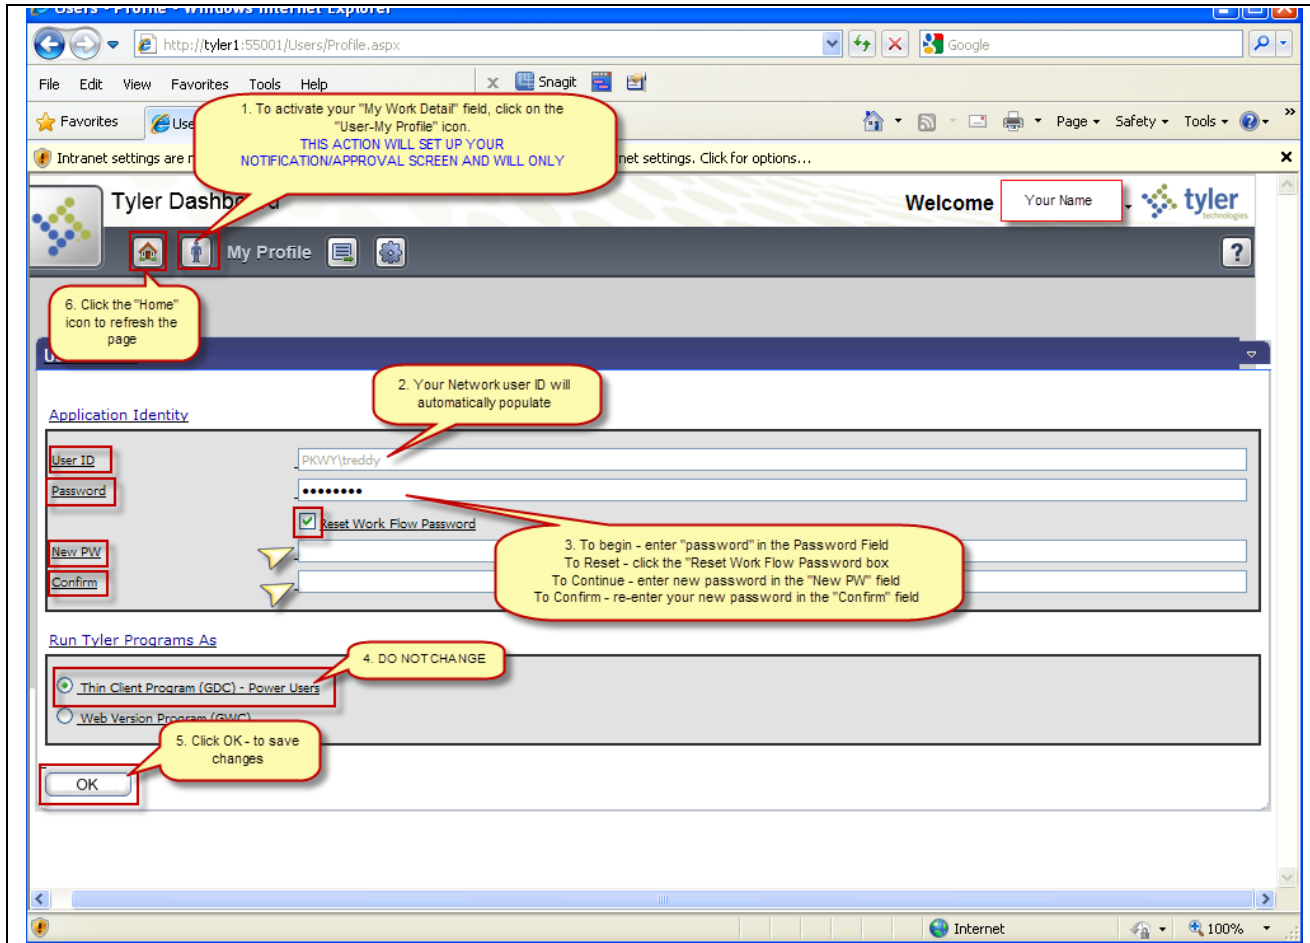 Users - Profile - Windows Internet Explorer
http://tyler1:55001/Users/Profile.aspx
Google
File Edit View Favorites Tools Help
x Snagit
Favorites
Use
Page Safety Tools
Intranet settings are
net settings. Click for options...
1. To activate your "My Work Detail" field, click on the
"User-My Profile" icon.
THIS ACTION WILL SET UP YOUR
NOTIFICATION/APPROVAL SCREEN AND WILL ONLY
Tyler Dashbo
Welcome
Your Name
tyler
technologies
My Profile
?
6. Click the "Home"
icon to refresh the
page
2. Your Network user ID will
automatically populate
Application Identity
User ID
PKWY\treddy
Password
••••••••
Reset Work Flow Password
New PW
Confirm
3. To begin - enter "password" in the Password Field
To Reset - click the "Reset Work Flow Password box
To Continue - enter new password in the "New PW" field
To Confirm - re-enter your new password in the "Confirm" field
Run Tyler Programs As
4. DO NOT CHANGE
Thin Client Program (GDC) - Power Users
Web Version Program (GWC)
5. Click OK - to save
changes
OK
Internet
100%